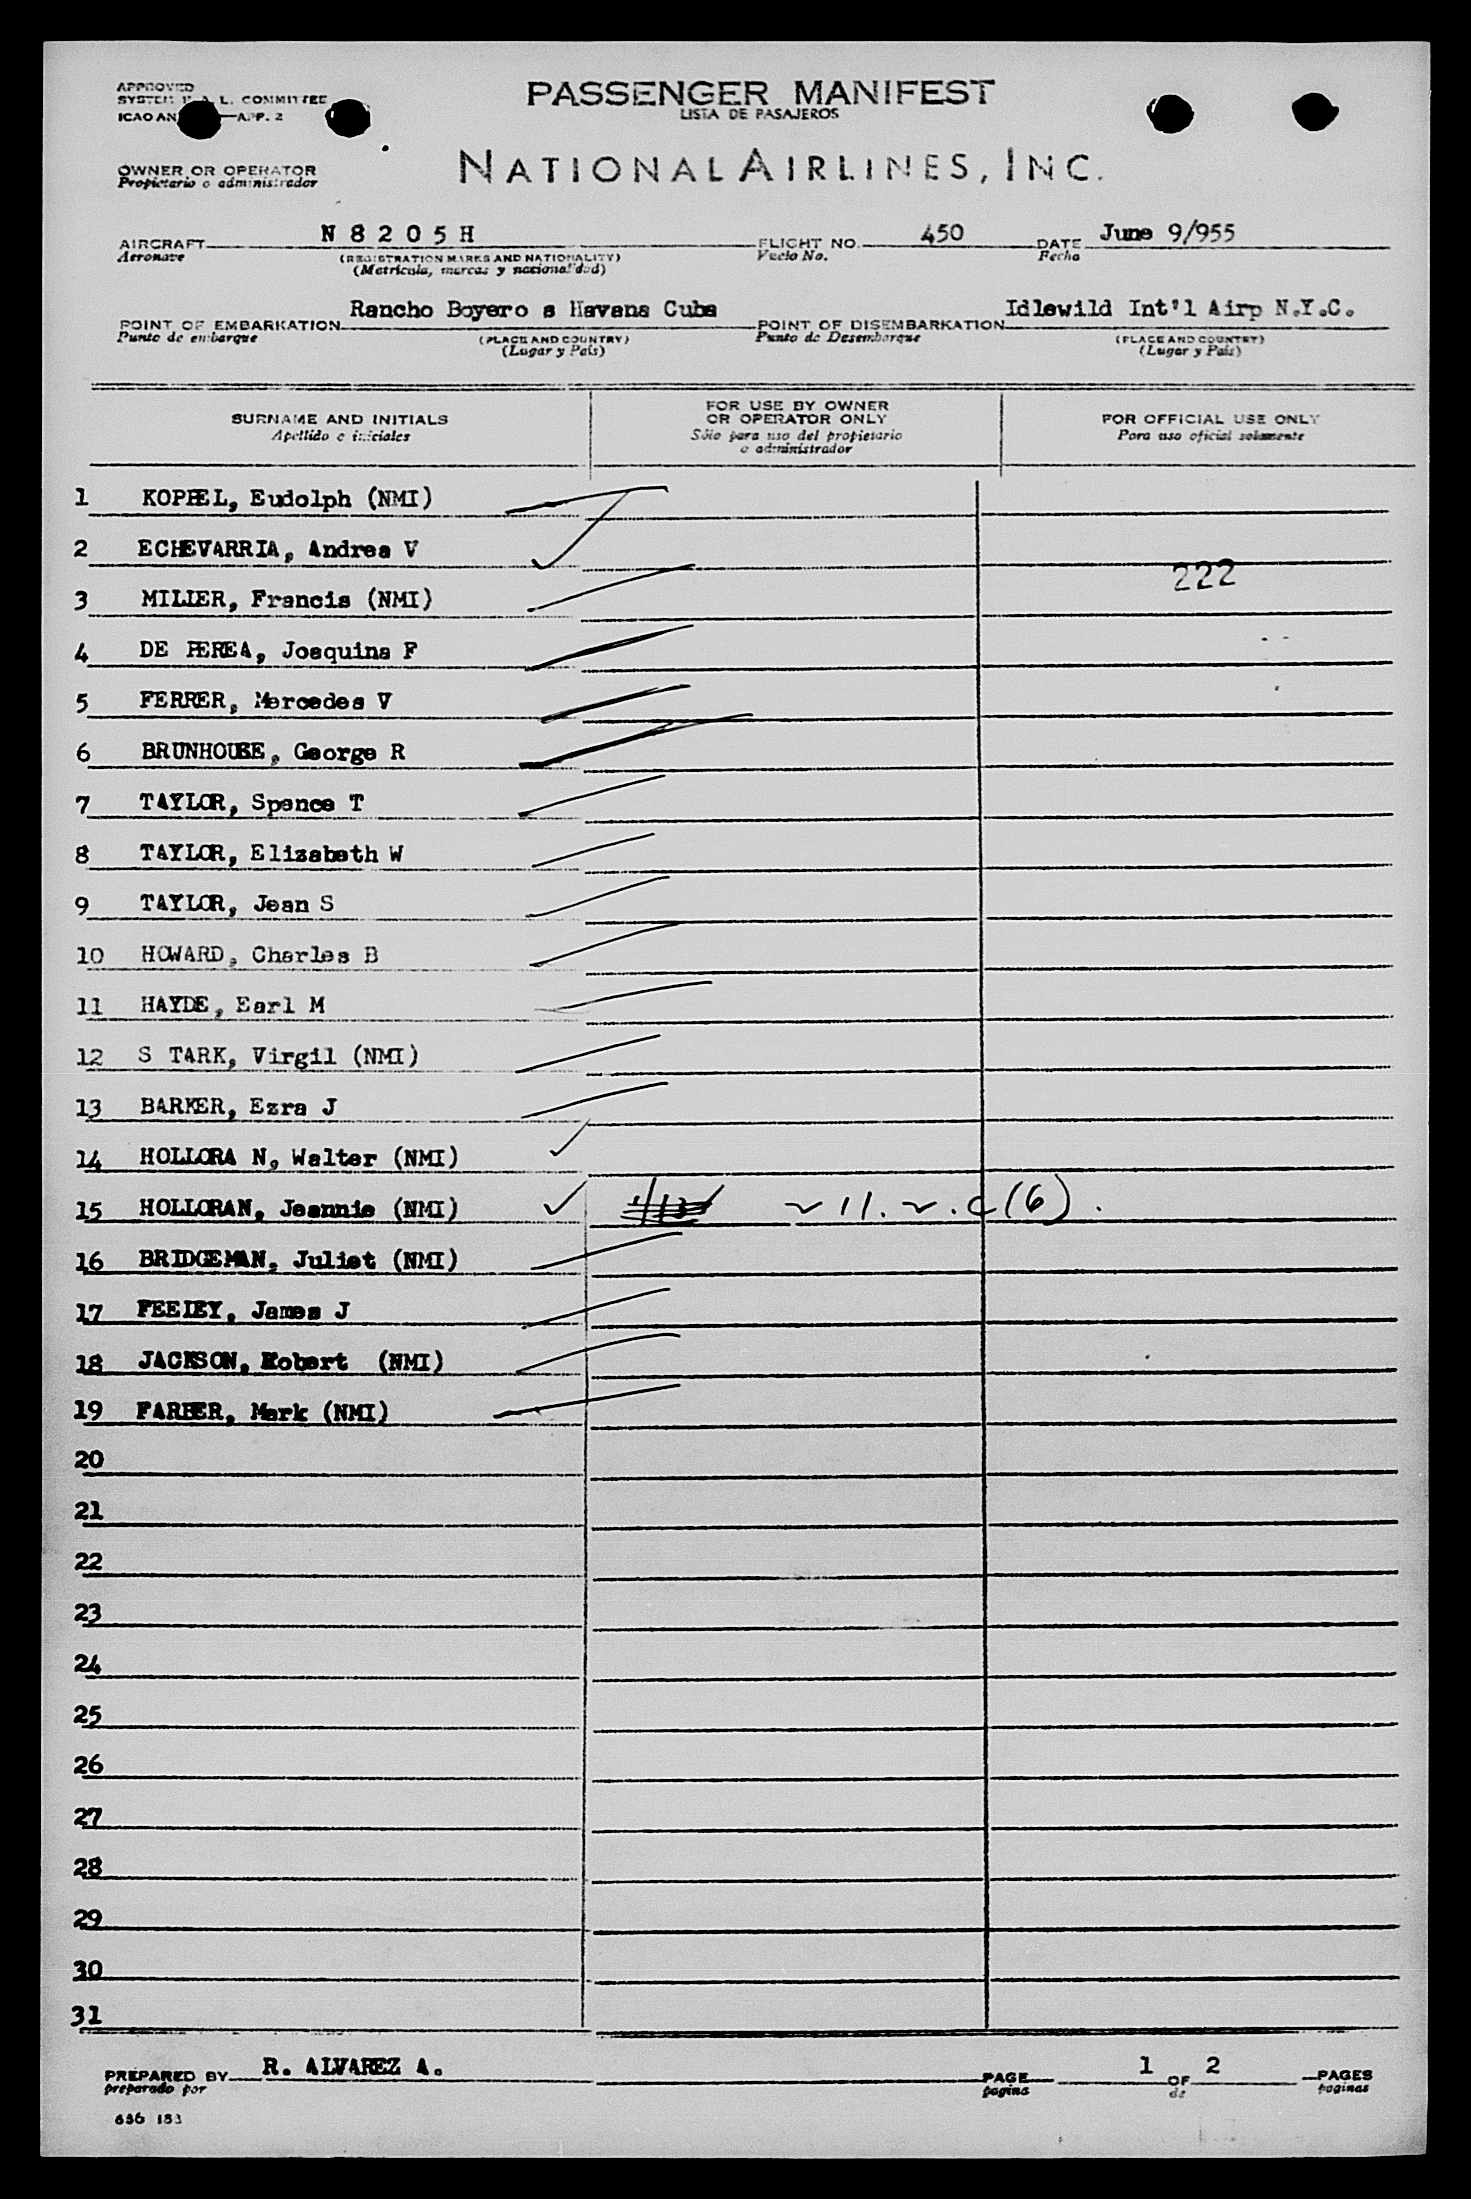 APPROVED
SYSTEM L. COMMITTEE
ICAO AN APP. 2
PASSENGER MANIFEST
LISTA DE PASAJEROS
OWNER OR OPERATOR
Propietario o administrador
NATIONAL AIRLINES, INC.
AIRCRAFT N 8 2 0 5 H FLIGHT NO. 450 DATE June 9/955
Aeronave (REGISTRATION MARKS AND NATIONALITY) Vuelo No. Fecha
(Matricula, marcas y nacionalidad)
POINT OF EMBARKATION Rancho Boyero s Havana Cuba POINT OF DISEMBARKATION Idlewild Int'l Airp N.Y.C.
Punto de embarque (PLACE AND COUNTRY) Punto de Desembarque (PLACE AND COUNTRY)
(Lugar y País) (Lugar y País)
SURNAME AND INITIALS FOR USE BY OWNER OR OPERATOR ONLY FOR OFFICIAL USE ONLY
Apellido e iniciales Sólo para uso del propietario o administrador Para uso oficial solamente
1 KOPPEL, Eudolph (NMI)
2 ECHEVARRIA, Andrea V
222
3 MILLER, Francis (NMI)
4 DE PEREA, Joaquina F
5 FERRER, Mercedes V
6 BRUNHOUSE, George R
7 TAYLOR, Spence T
8 TAYLOR, Elizabeth W
9 TAYLOR, Jean S
10 HOWARD, Charles B
11 HAYDE, Earl M
12 S TARK, Virgil (NMI)
13 BARKER, Ezra J
14 HOLLORA N, Walter (NMI)
15 HOLLORAN, Jeannie (NMI)
16 BRIDGEMAN, Juliet (NMI)
17 FEELEY, James J
18 JACKSON, Robert (NMI)
19 FARBER, Mark (NMI)
20
21
22
23
24
25
26
27
28
29
30
31
PREPARED BY R. ALVAREZ A. PAGE 1 OF 2 PAGES
preparado por pagina de paginas
686 183